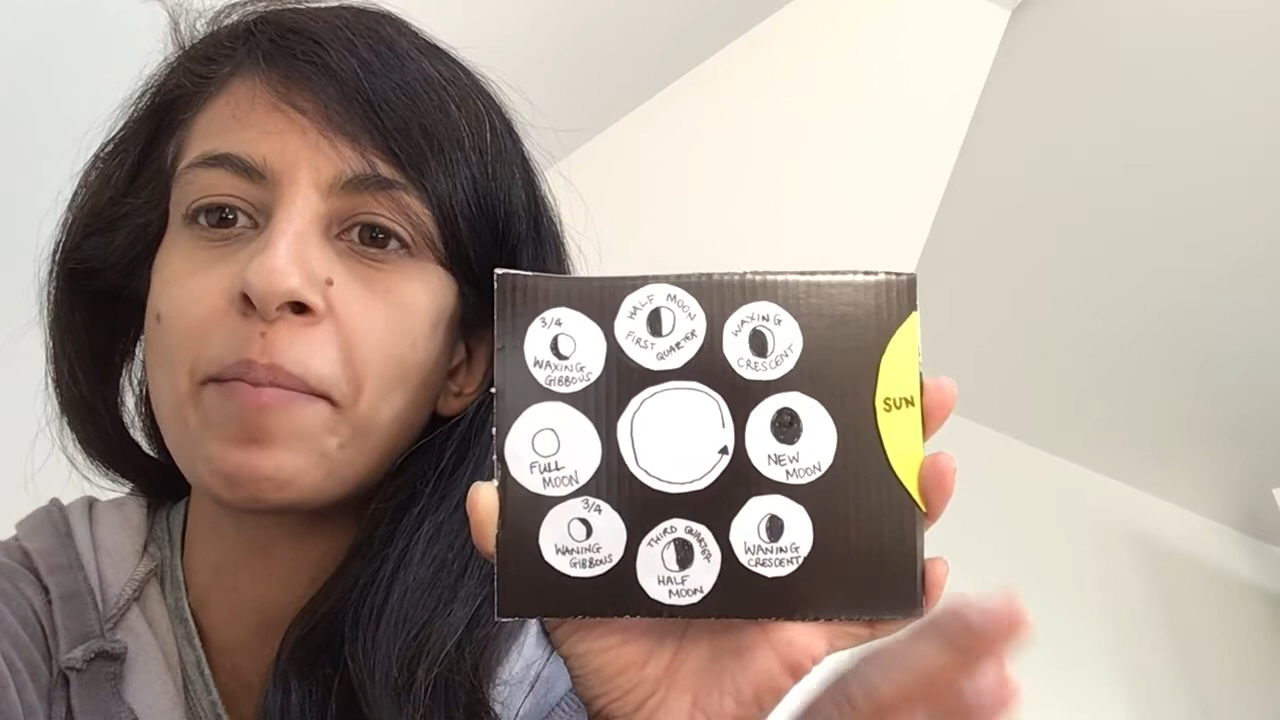 3/4
WAXING
GIBBOUS
HALF MOON
FIRST QUARTER
WAXING
CRESCENT
SUN
FULL
MOON
NEW
MOON
3/4
WANING
GIBBOUS
THIRD QUARTER
HALF
MOON
WANING
CRESCENT